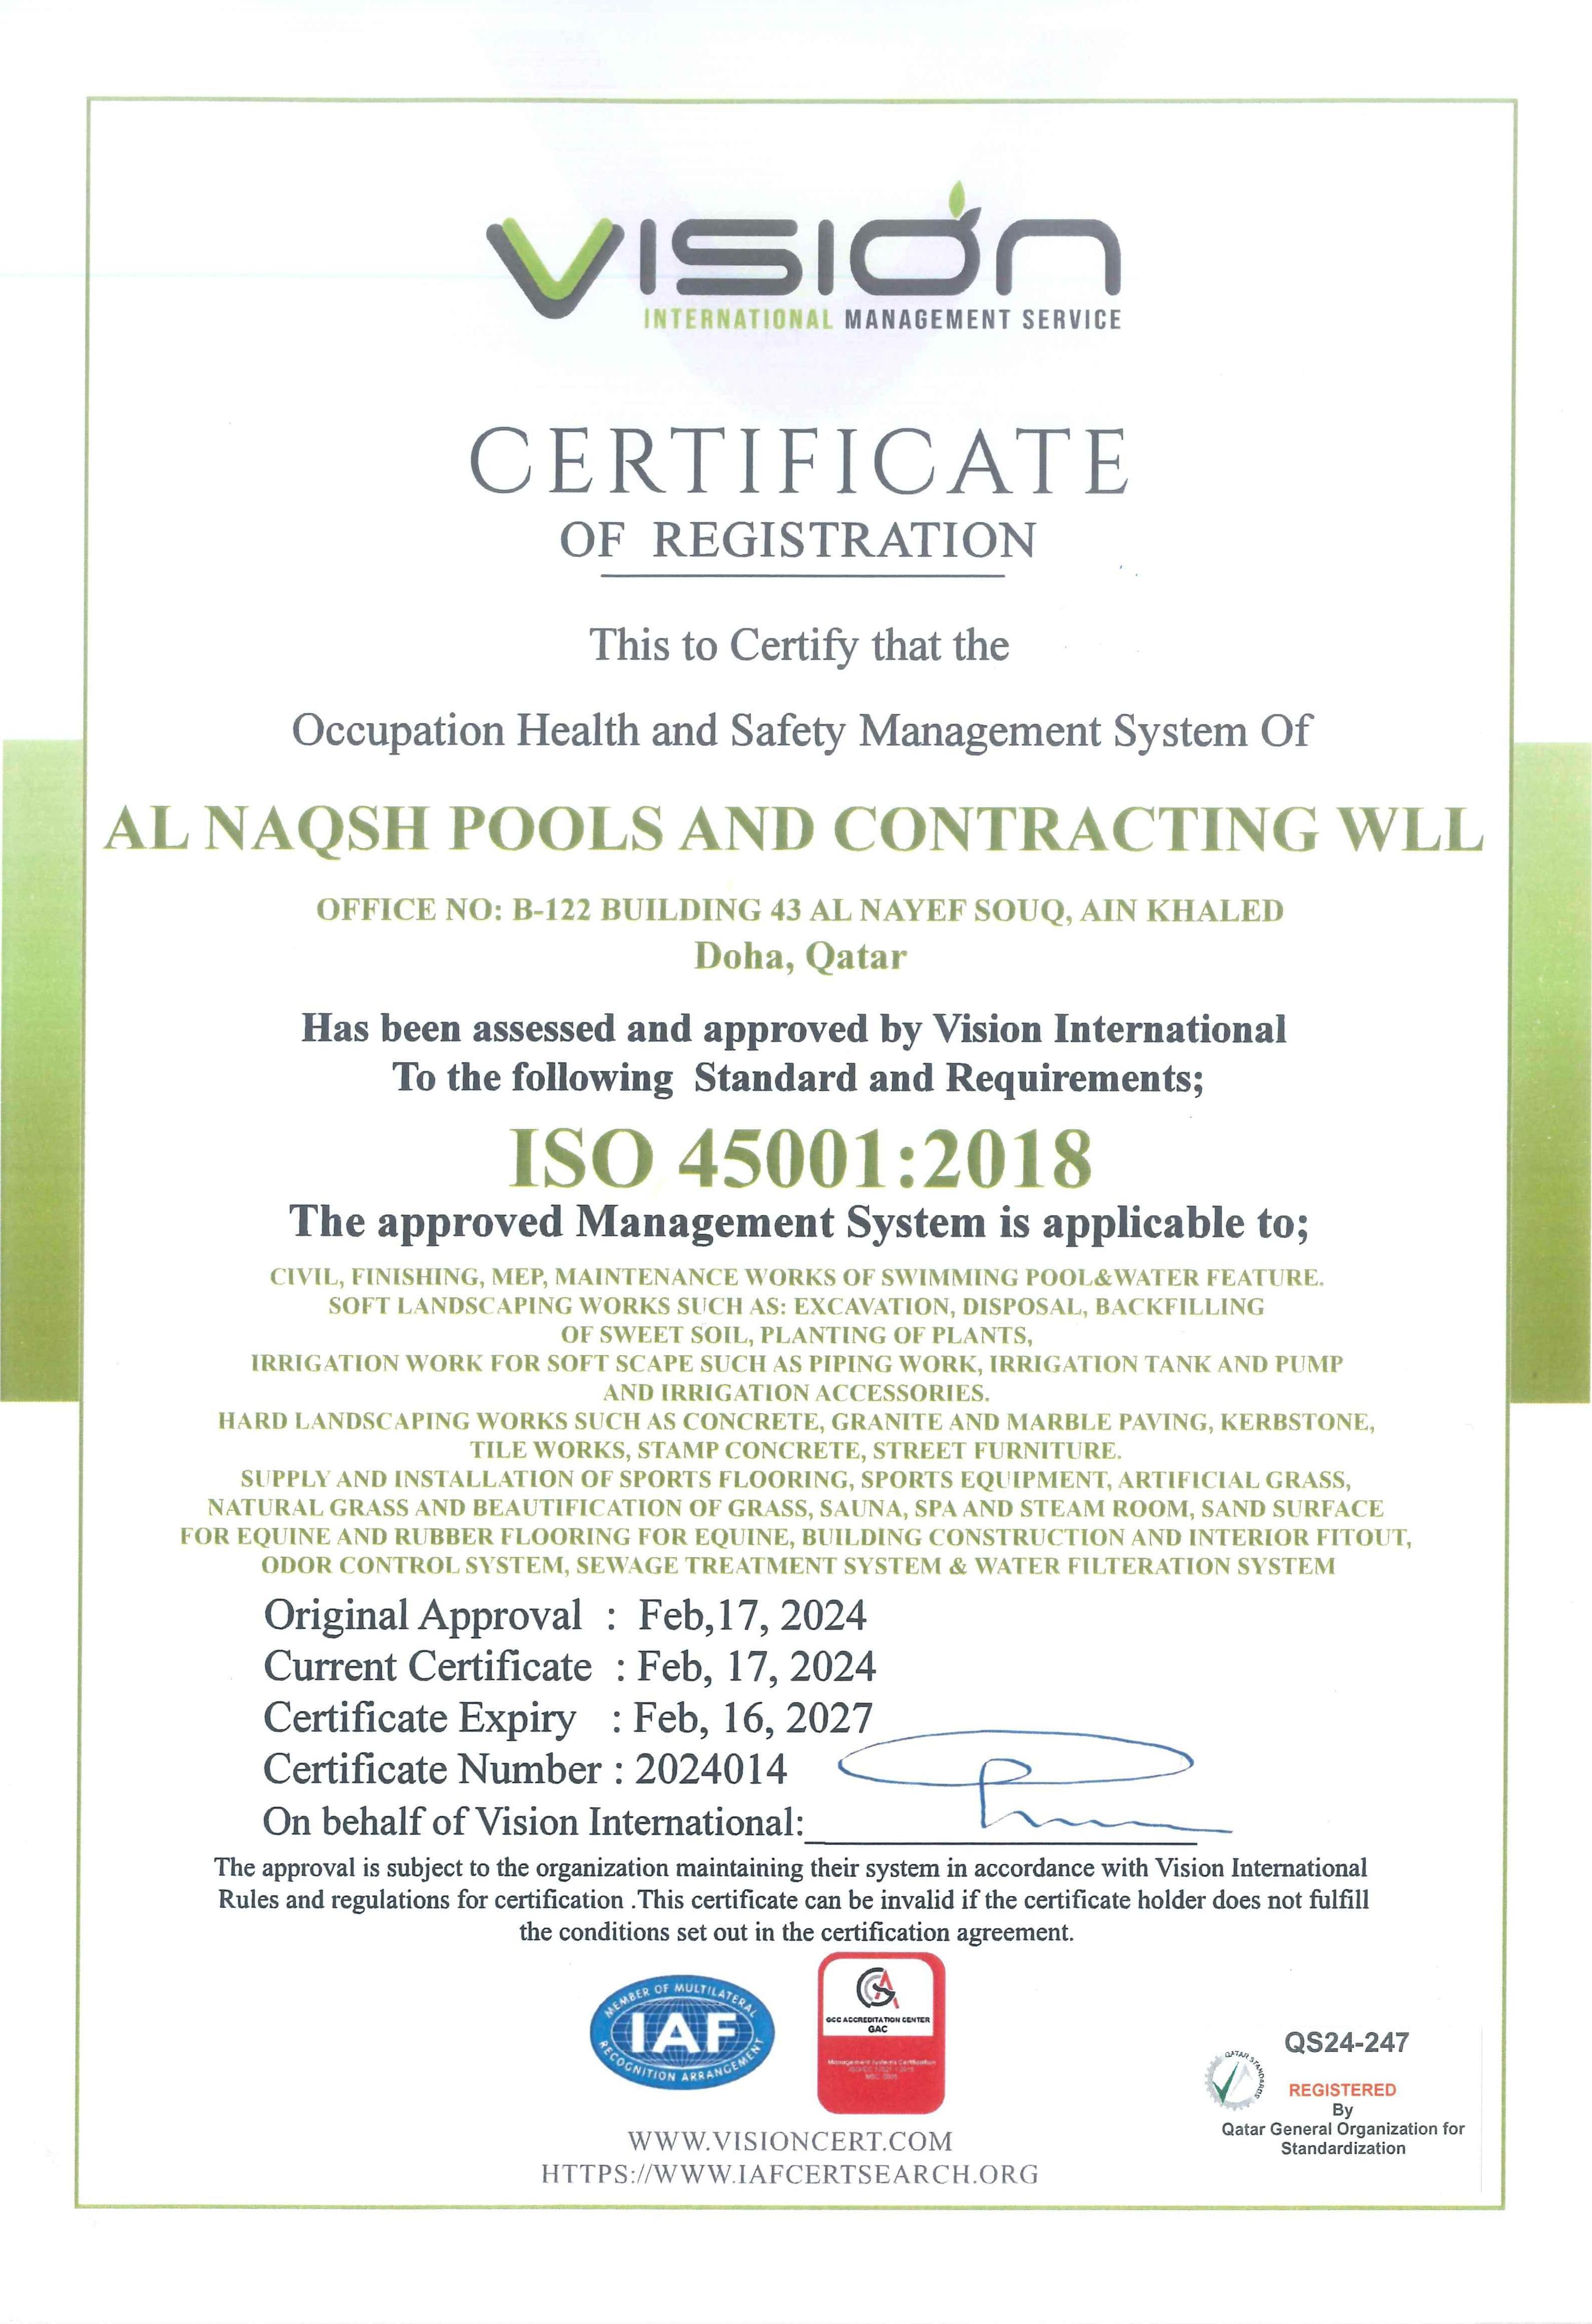 VISION
INTERNATIONAL MANAGEMENT SERVICE
CERTIFICATE
OF REGISTRATION
This to Certify that the
Occupation Health and Safety Management System Of
AL NAQSH POOLS AND CONTRACTING WLL
OFFICE NO: B-122 BUILDING 43 AL NAYEF SOUQ, AIN KHALED
Doha, Qatar
Has been assessed and approved by Vision International
To the following Standard and Requirements;
ISO 45001:2018
The approved Management System is applicable to;
CIVIL, FINISHING, MEP, MAINTENANCE WORKS OF SWIMMING POOL&WATER FEATURE.
SOFT LANDSCAPING WORKS SUCH AS: EXCAVATION, DISPOSAL, BACKFILLING
OF SWEET SOIL, PLANTING OF PLANTS,
IRRIGATION WORK FOR SOFT SCAPE SUCH AS PIPING WORK, IRRIGATION TANK AND PUMP
AND IRRIGATION ACCESSORIES.
HARD LANDSCAPING WORKS SUCH AS CONCRETE, GRANITE AND MARBLE PAVING, KERBSTONE,
TILE WORKS, STAMP CONCRETE, STREET FURNITURE.
SUPPLY AND INSTALLATION OF SPORTS FLOORING, SPORTS EQUIPMENT, ARTIFICIAL GRASS,
NATURAL GRASS AND BEAUTIFICATION OF GRASS, SAUNA, SPA AND STEAM ROOM, SAND SURFACE
FOR EQUINE AND RUBBER FLOORING FOR EQUINE, BUILDING CONSTRUCTION AND INTERIOR FITOUT,
ODOR CONTROL SYSTEM, SEWAGE TREATMENT SYSTEM & WATER FILTERATION SYSTEM
Original Approval : Feb,17, 2024
Current Certificate : Feb, 17, 2024
Certificate Expiry : Feb, 16, 2027
Certificate Number : 2024014
On behalf of Vision International:
The approval is subject to the organization maintaining their system in accordance with Vision International
Rules and regulations for certification .This certificate can be invalid if the certificate holder does not fulfill
the conditions set out in the certification agreement.
MEMBER OF MULTILATERAL
IAF
RECOGNITION ARRANGEMENT
GCC ACCREDITATION CENTER
GAC
Management Systems Certification
QS24-247
QATAR STANDARDS
REGISTERED
By
Qatar General Organization for
Standardization
WWW.VISIONCERT.COM
HTTPS://WWW.IAFCERTSEARCH.ORG